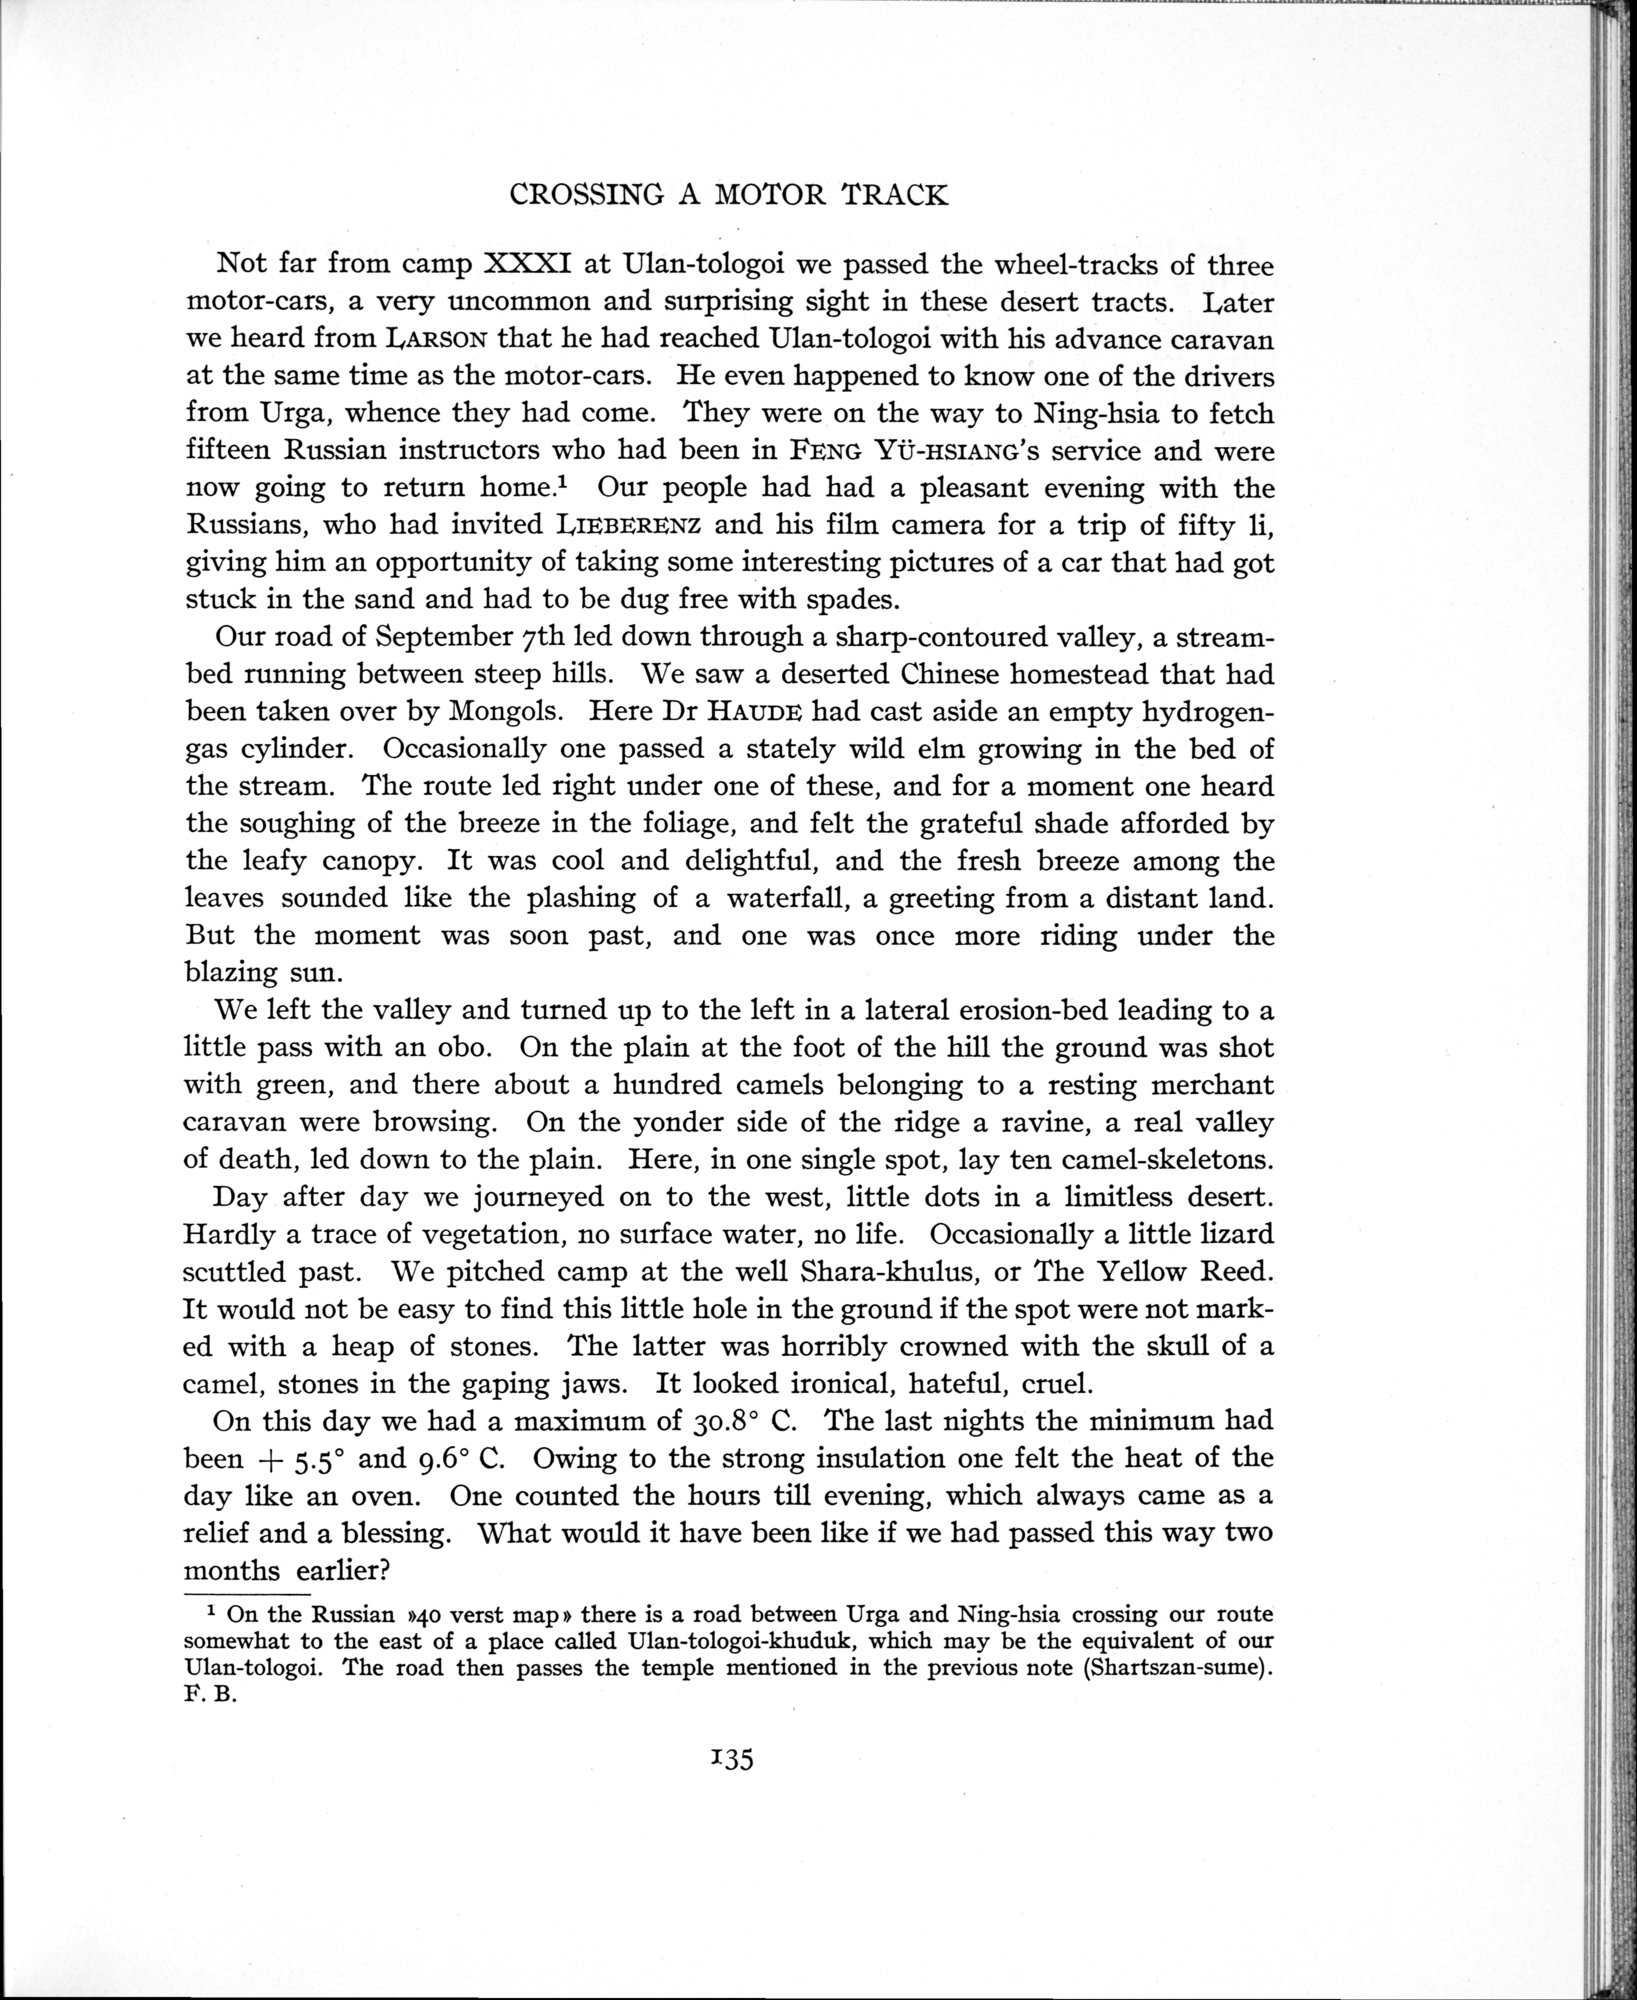 CROSSING A MOTOR TRACK
Not far from camp XXXI at Ulan-tologoi we passed the wheel-tracks of three
motor-cars, a very uncommon and surprising sight in these desert tracts. Later
we heard from LARSON that he had reached Ulan-tologoi with his advance caravan
at the same time as the motor-cars. He even happened to know one of the drivers
from Urga, whence they had come. They were on the way to Ning-hsia to fetch
fifteen Russian instructors who had been in FENG YÜ-HSIANG's service and were
now going to return home.¹ Our people had had a pleasant evening with the
Russians, who had invited LIEBERENZ and his film camera for a trip of fifty li,
giving him an opportunity of taking some interesting pictures of a car that had got
stuck in the sand and had to be dug free with spades.
Our road of September 7th led down through a sharp-contoured valley, a stream-
bed running between steep hills. We saw a deserted Chinese homestead that had
been taken over by Mongols. Here Dr HAUDE had cast aside an empty hydrogen-
gas cylinder. Occasionally one passed a stately wild elm growing in the bed of
the stream. The route led right under one of these, and for a moment one heard
the soughing of the breeze in the foliage, and felt the grateful shade afforded by
the leafy canopy. It was cool and delightful, and the fresh breeze among the
leaves sounded like the plashing of a waterfall, a greeting from a distant land.
But the moment was soon past, and one was once more riding under the
blazing sun.
We left the valley and turned up to the left in a lateral erosion-bed leading to a
little pass with an obo. On the plain at the foot of the hill the ground was shot
with green, and there about a hundred camels belonging to a resting merchant
caravan were browsing. On the yonder side of the ridge a ravine, a real valley
of death, led down to the plain. Here, in one single spot, lay ten camel-skeletons.
Day after day we journeyed on to the west, little dots in a limitless desert.
Hardly a trace of vegetation, no surface water, no life. Occasionally a little lizard
scuttled past. We pitched camp at the well Shara-khulus, or The Yellow Reed.
It would not be easy to find this little hole in the ground if the spot were not mark-
ed with a heap of stones. The latter was horribly crowned with the skull of a
camel, stones in the gaping jaws. It looked ironical, hateful, cruel.
On this day we had a maximum of 30.8° C. The last nights the minimum had
been + 5.5° and 9.6° C. Owing to the strong insulation one felt the heat of the
day like an oven. One counted the hours till evening, which always came as a
relief and a blessing. What would it have been like if we had passed this way two
months earlier?
¹ On the Russian »40 verst map» there is a road between Urga and Ning-hsia crossing our route
somewhat to the east of a place called Ulan-tologoi-khuduk, which may be the equivalent of our
Ulan-tologoi. The road then passes the temple mentioned in the previous note (Shartszan-sume).
F. B.
135